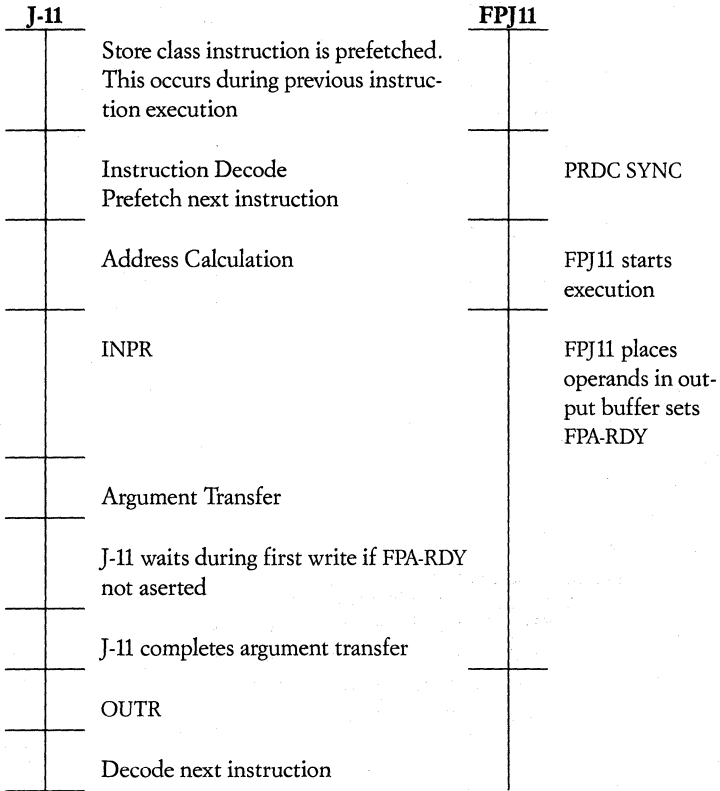 J-11 FPJ11
Store class instruction is prefetched.
This occurs during previous instruc-
tion execution
Instruction Decode PRDC SYNC
Prefetch next instruction
Address Calculation FPJ11 starts
execution
INPR FPJ11 places
operands in out-
put buffer sets
FPA-RDY
Argument Transfer
J-11 waits during first write if FPA-RDY
not aserted
J-11 completes argument transfer
OUTR
Decode next instruction